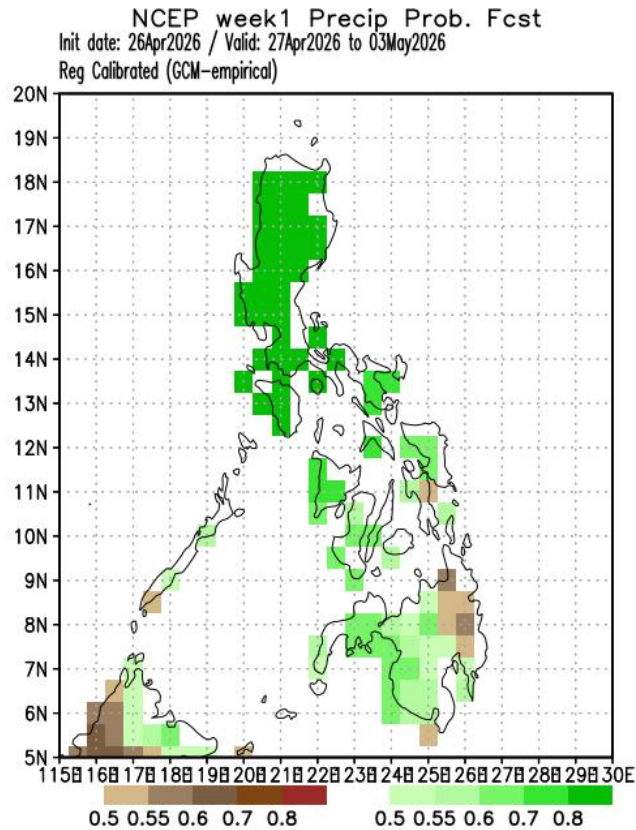 NCEP week1 Precip Prob. Fcst
Init date: 26Apr2026 / Valid: 27Apr2026 to 03May2026
Reg Calibrated (GCM-empirical)
20N
19N
18N
17N
16N
15N
14N
13N
12N
11N
10N
9N
8N
7N
6N
5N
115E 116E 117E 118E 119E 120E 121E 122E 123E 124E 125E 126E 127E 128E 129E 130E
0.5 0.55 0.6 0.7 0.8 0.5 0.55 0.6 0.7 0.8